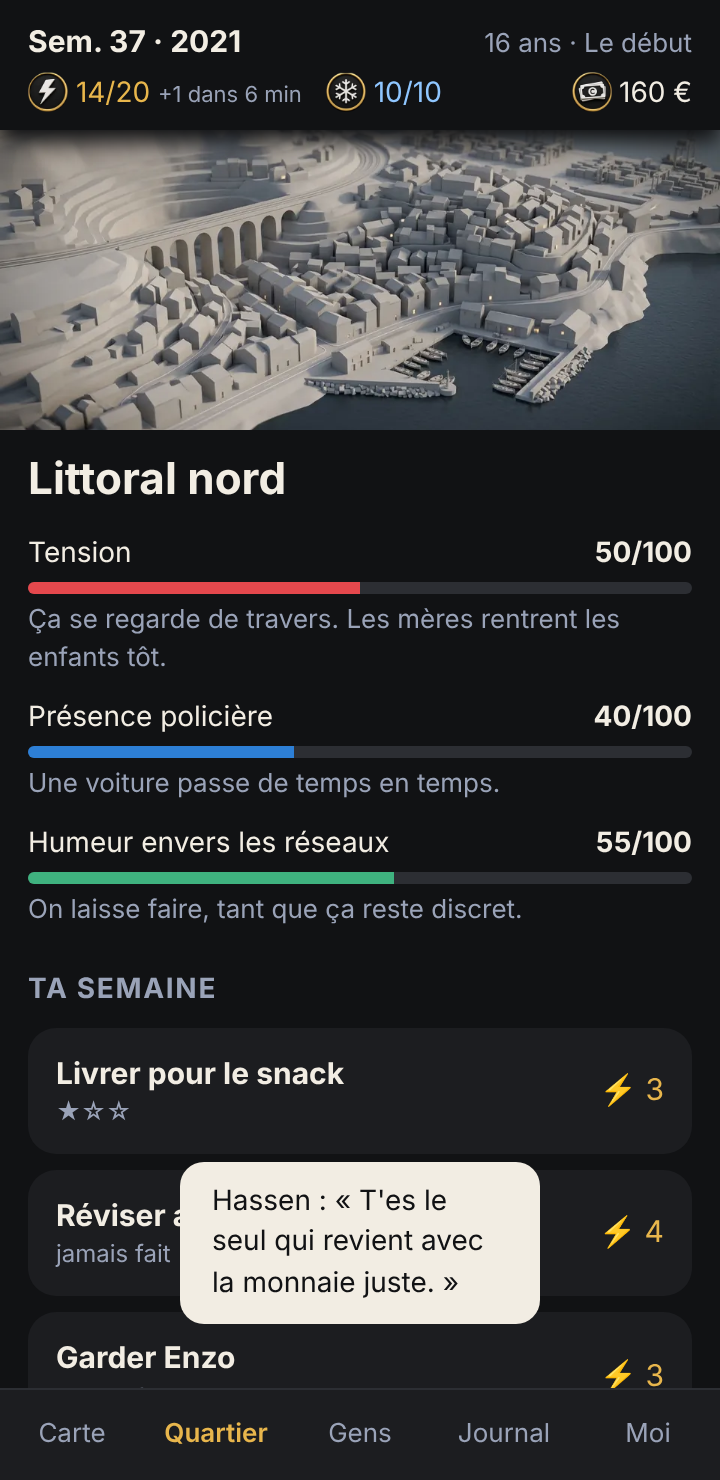 Sem. 37 · 2021
16 ans · Le début
14/20 +1 dans 6 min
10/10
160 €
Littoral nord
Tension 50/100
Ça se regarde de travers. Les mères rentrent les
enfants tôt.
Présence policière 40/100
Une voiture passe de temps en temps.
Humeur envers les réseaux 55/100
On laisse faire, tant que ça reste discret.
TA SEMAINE
Livrer pour le snack
★☆☆
⚡ 3
Réviser
jamais fait
⚡ 4
Hassen : « T'es le
seul qui revient avec
la monnaie juste. »
Garder Enzo
⚡ 3
Carte Quartier Gens Journal Moi